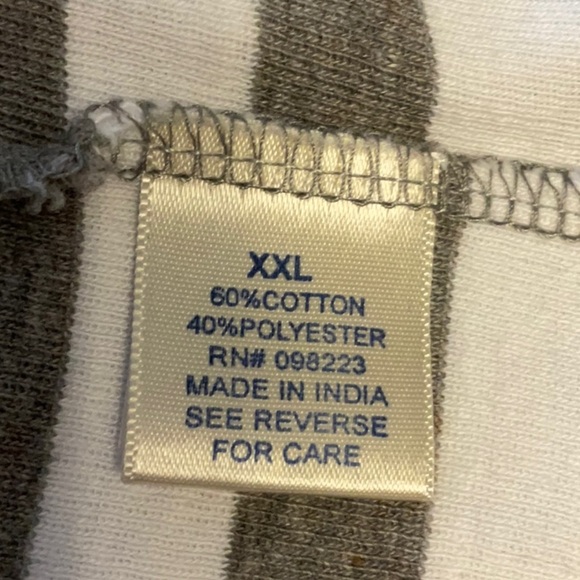 XXL
60%COTTON
40%POLYESTER
RN# 098223
MADE IN INDIA
SEE REVERSE
FOR CARE